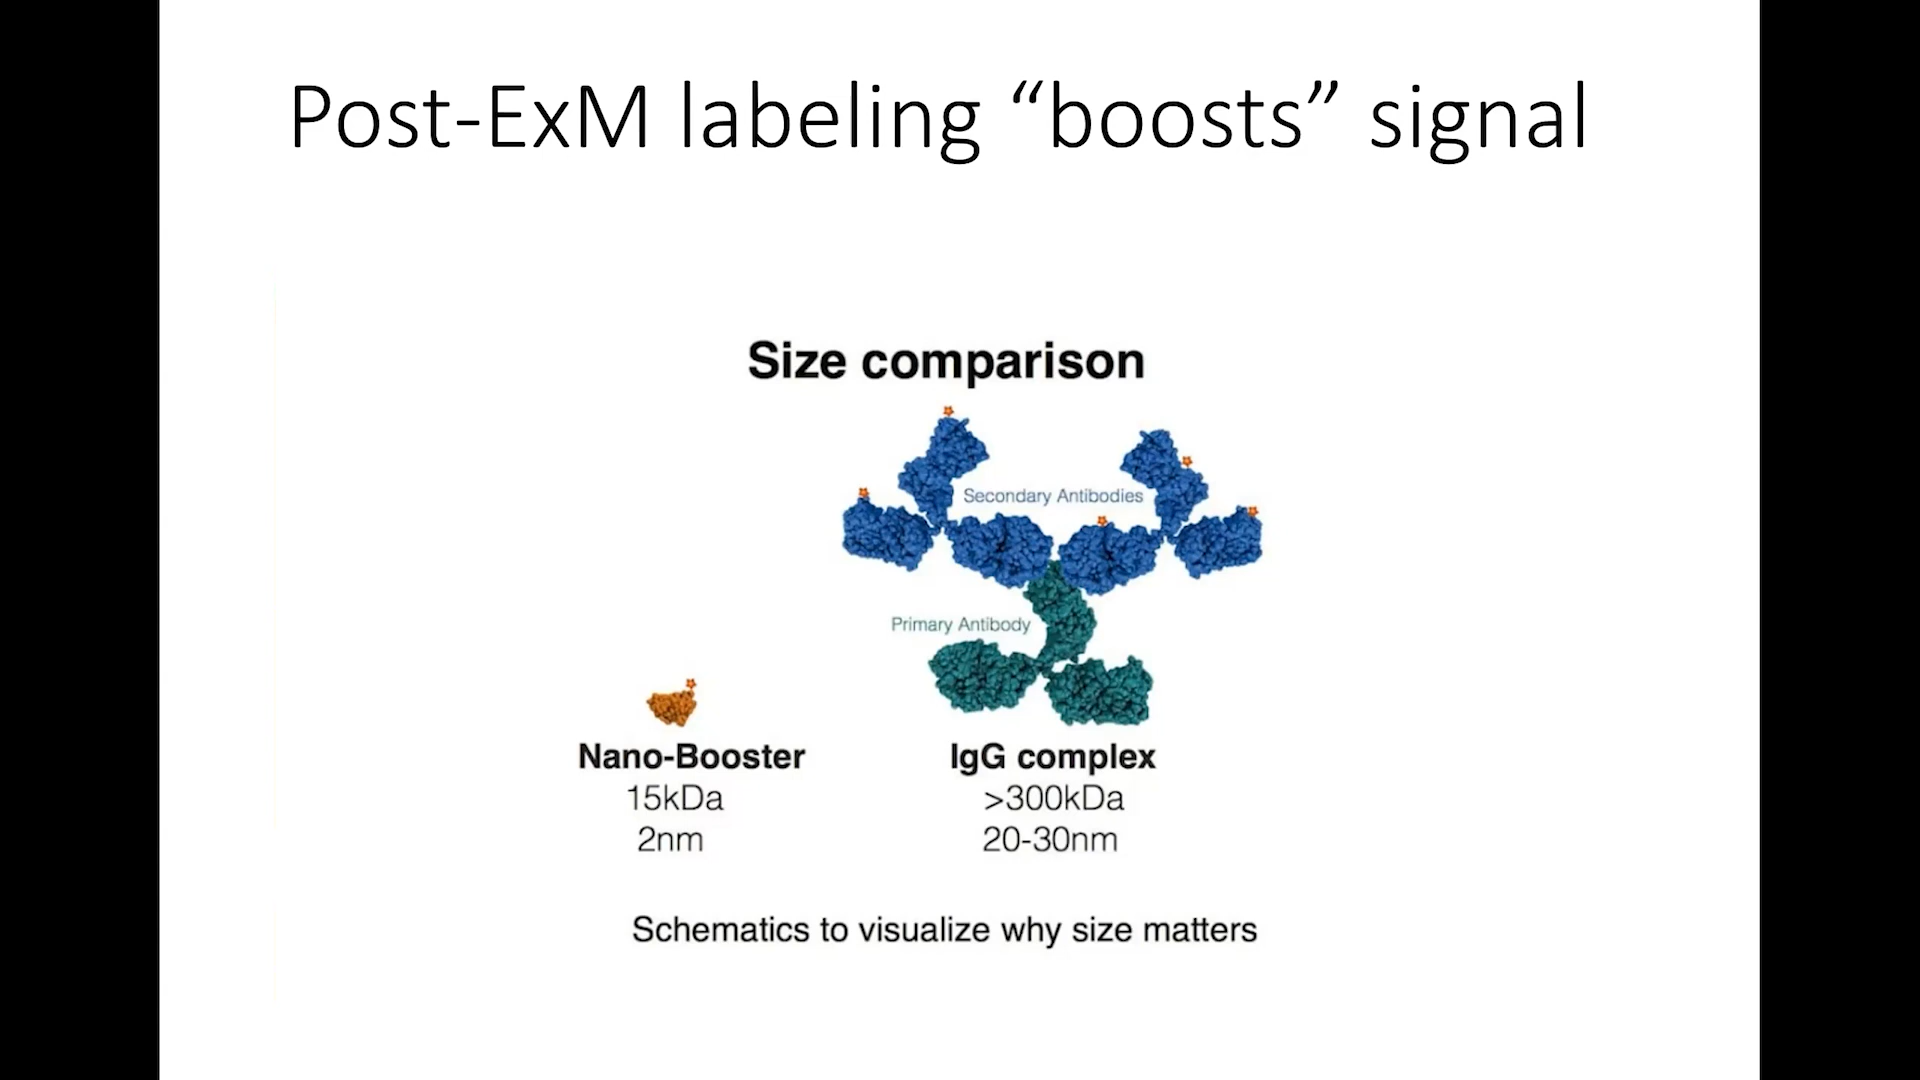 Post-ExM labeling “boosts” signal
Size comparison
Secondary Antibodies
Primary Antibody
Nano-Booster
15kDa
2nm
IgG complex
>300kDa
20-30nm
Schematics to visualize why size matters